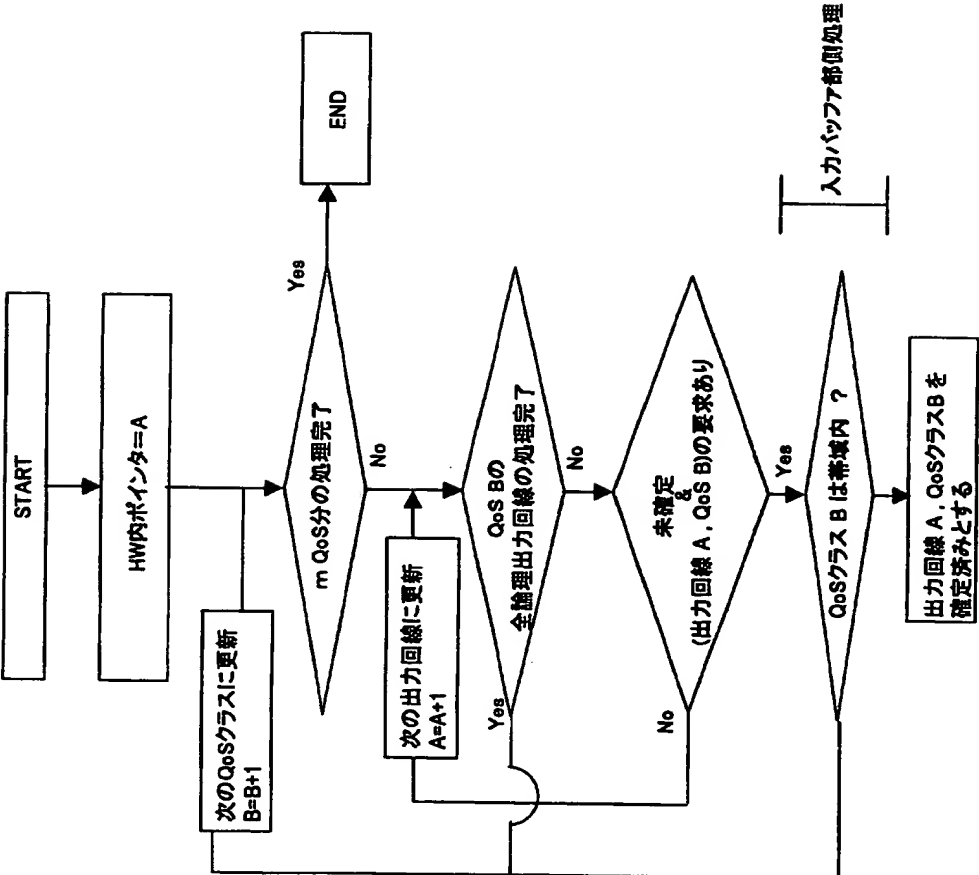 START
HW内ポインタ=A
次のQoSクラスに更新
B=B+1
m QoS分の処理完了
Yes
END
No
次の出力回線に更新
A=A+1
QoS Bの
全論理出力回線の処理完了
Yes
No
未確定
&
(出力回線 A , QoS B)の要求あり
No
Yes
QoSクラス B は帯域内 ?
入力バッファ部側処理
出力回線 A , QoSクラスB を
確定済みとする